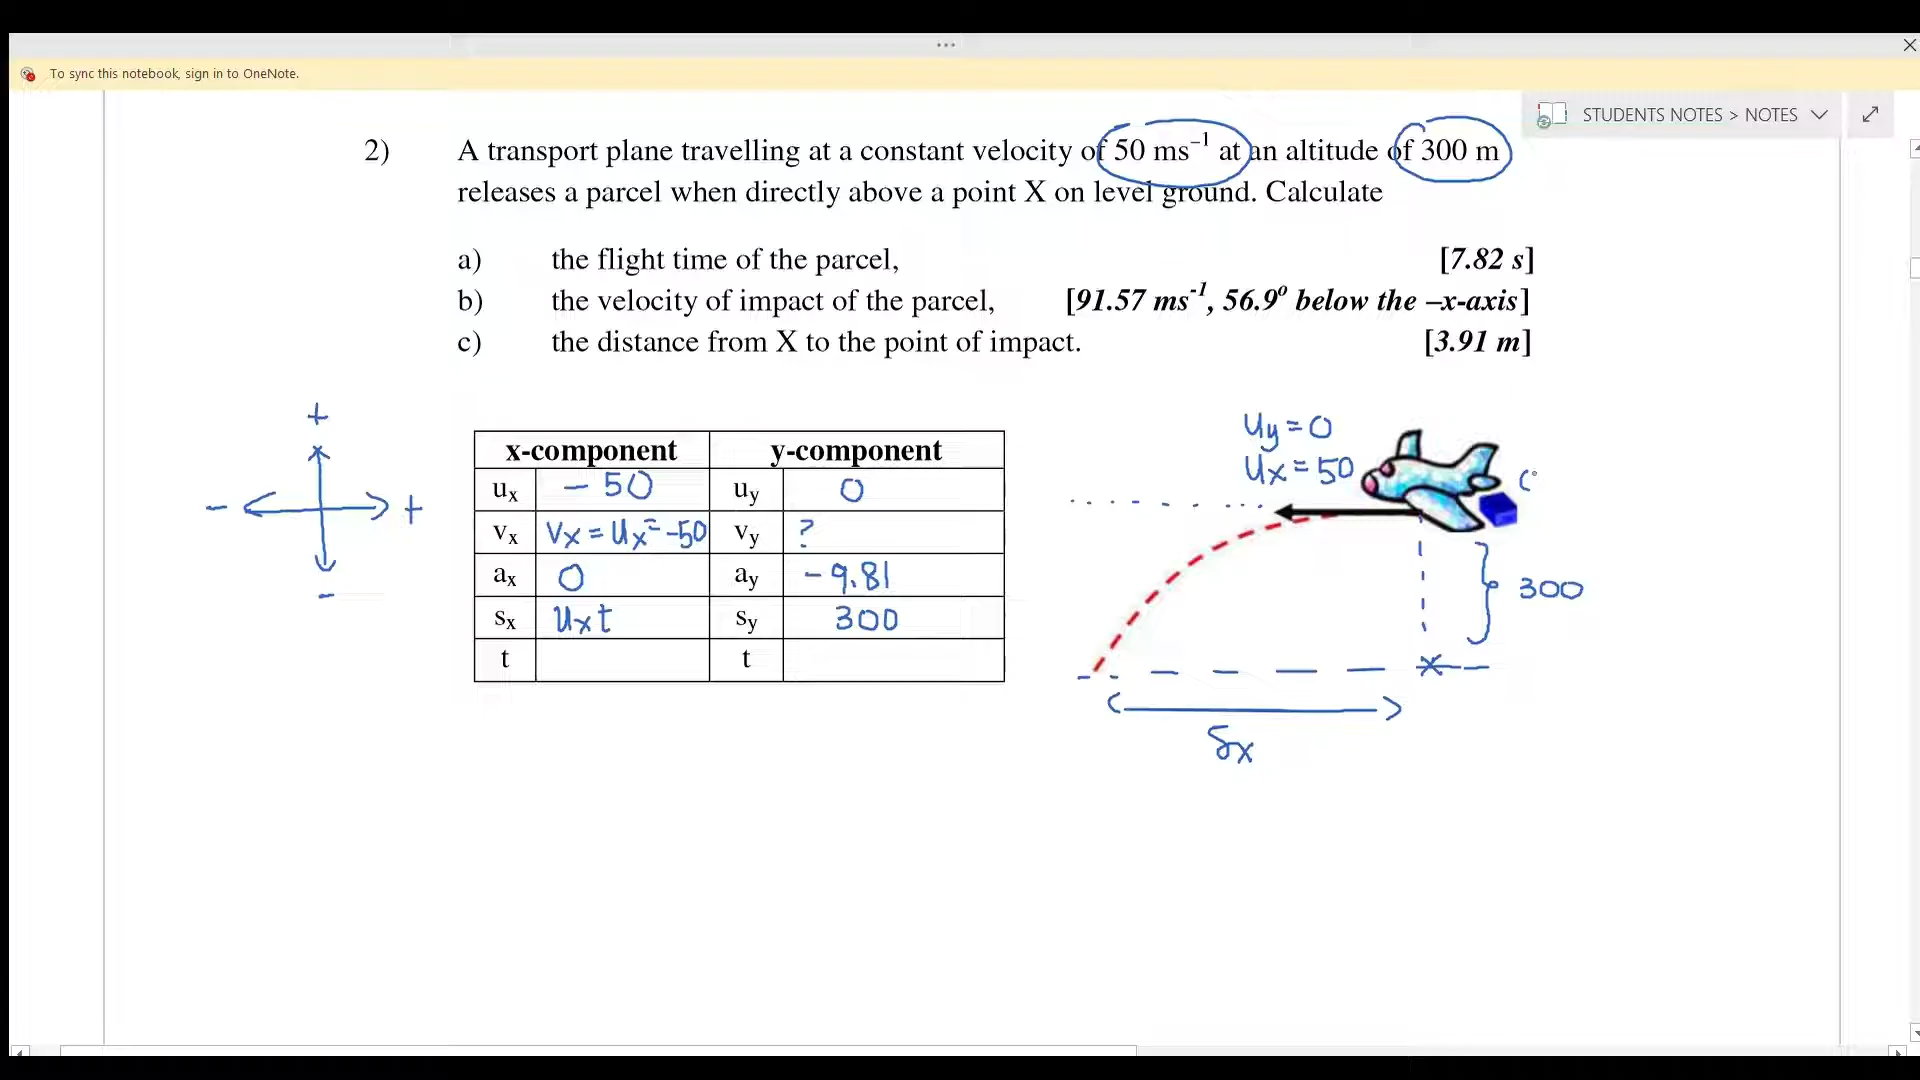 To sync this notebook, sign in to OneNote.
STUDENTS NOTES > NOTES
2) A transport plane travelling at a constant velocity of 50 ms⁻¹ at an altitude of 300 m
releases a parcel when directly above a point X on level ground. Calculate
a) the flight time of the parcel, [7.82 s]
b) the velocity of impact of the parcel, [91.57 ms⁻¹, 56.9º below the –x-axis]
c) the distance from X to the point of impact. [3.91 m]
+
- +
-
x-component y-component
uₓ - 50 u_y 0
vₓ vₓ = uₓ = -50 v_y ?
aₓ 0 a_y - 9.81
sₓ uₓt s_y 300
t t
u_y = 0
uₓ = 50
300
X
sₓ